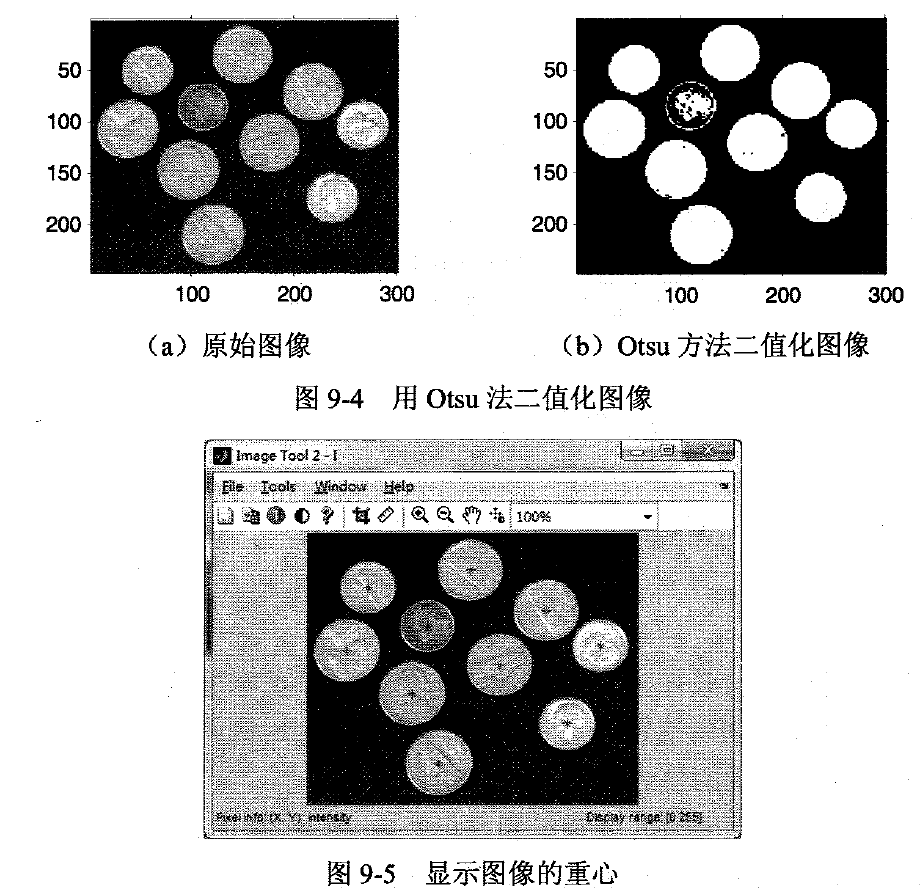 50
100
150
200
100 200 300
50
100
150
200
100 200 300
(a)原始图像
(b)Otsu 方法二值化图像
图 9-4 用 Otsu 法二值化图像
Image Tool 2 - I
File Tools Window Help
100%
Pixel info: (X, Y) Intensity
Display range: [0 255]
图 9-5 显示图像的重心